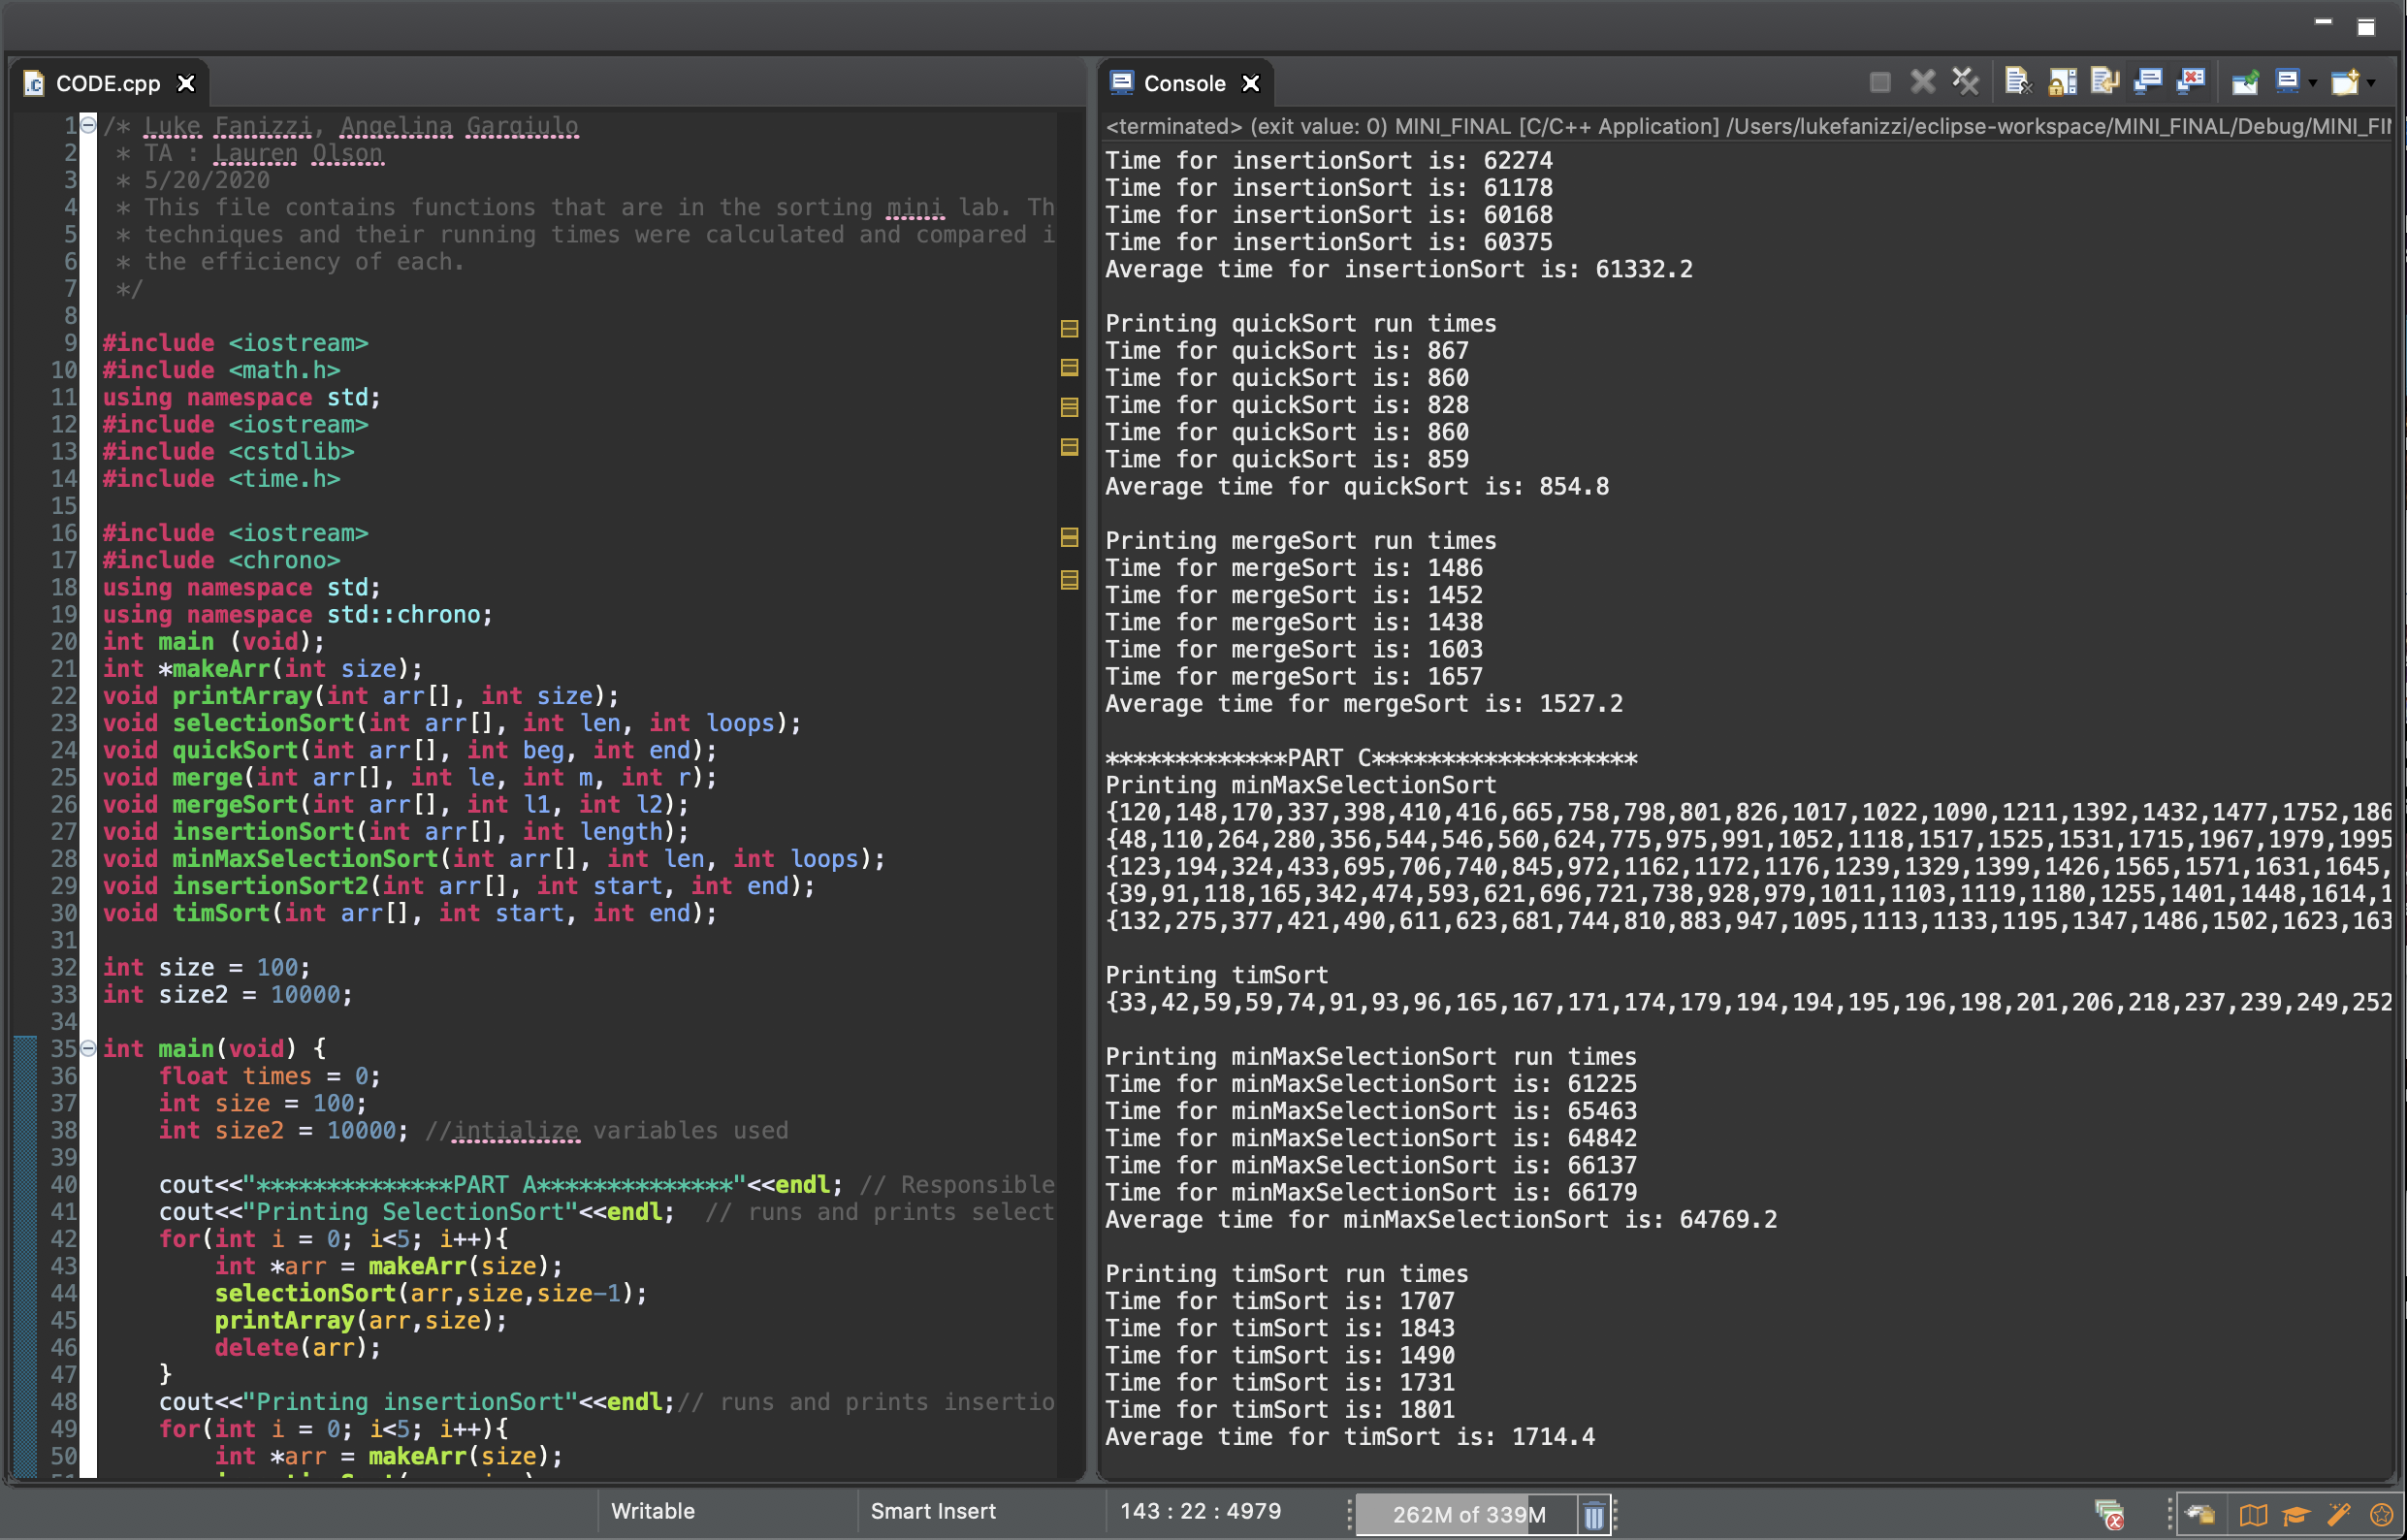 CODE.cpp
1 /* Luke Fanizzi, Angelina Gargiulo
2 * TA : Lauren Olson
3 * 5/20/2020
4 * This file contains functions that are in the sorting mini lab. Th
5 * techniques and their running times were calculated and compared i
6 * the efficiency of each.
7 */
8
9 #include <iostream>
10 #include <math.h>
11 using namespace std;
12 #include <iostream>
13 #include <cstdlib>
14 #include <time.h>
15
16 #include <iostream>
17 #include <chrono>
18 using namespace std;
19 using namespace std::chrono;
20 int main (void);
21 int *makeArr(int size);
22 void printArray(int arr[], int size);
23 void selectionSort(int arr[], int len, int loops);
24 void quickSort(int arr[], int beg, int end);
25 void merge(int arr[], int le, int m, int r);
26 void mergeSort(int arr[], int l1, int l2);
27 void insertionSort(int arr[], int length);
28 void minMaxSelectionSort(int arr[], int len, int loops);
29 void insertionSort2(int arr[], int start, int end);
30 void timSort(int arr[], int start, int end);
31
32 int size = 100;
33 int size2 = 10000;
34
35 int main(void) {
36 float times = 0;
37 int size = 100;
38 int size2 = 10000; //intialize variables used
39
40 cout<<"**************PART A**************"<<endl; // Responsible
41 cout<<"Printing SelectionSort"<<endl; // runs and prints select
42 for(int i = 0; i<5; i++){
43 int *arr = makeArr(size);
44 selectionSort(arr,size,size-1);
45 printArray(arr,size);
46 delete(arr);
47 }
48 cout<<"Printing insertionSort"<<endl;// runs and prints insertio
49 for(int i = 0; i<5; i++){
50 int *arr = makeArr(size);
Console
<terminated> (exit value: 0) MINI_FINAL [C/C++ Application] /Users/lukefanizzi/eclipse-workspace/MINI_FINAL/Debug/MINI_FIN
Time for insertionSort is: 62274
Time for insertionSort is: 61178
Time for insertionSort is: 60168
Time for insertionSort is: 60375
Average time for insertionSort is: 61332.2
Printing quickSort run times
Time for quickSort is: 867
Time for quickSort is: 860
Time for quickSort is: 828
Time for quickSort is: 860
Time for quickSort is: 859
Average time for quickSort is: 854.8
Printing mergeSort run times
Time for mergeSort is: 1486
Time for mergeSort is: 1452
Time for mergeSort is: 1438
Time for mergeSort is: 1603
Time for mergeSort is: 1657
Average time for mergeSort is: 1527.2
*************PART C*******************
Printing minMaxSelectionSort
{120,148,170,337,398,410,416,665,758,798,801,826,1017,1022,1090,1211,1392,1432,1477,1752,186
{48,110,264,280,356,544,546,560,624,775,975,991,1052,1118,1517,1525,1531,1715,1967,1979,1995
{123,194,324,433,695,706,740,845,972,1162,1172,1176,1239,1329,1399,1426,1565,1571,1631,1645,
{39,91,118,165,342,474,593,621,696,721,738,928,979,1011,1103,1119,1180,1255,1401,1448,1614,1
{132,275,377,421,490,611,623,681,744,810,883,947,1095,1113,1133,1195,1347,1486,1502,1623,163
Printing timSort
{33,42,59,59,74,91,93,96,165,167,171,174,179,194,194,195,196,198,201,206,218,237,239,249,252
Printing minMaxSelectionSort run times
Time for minMaxSelectionSort is: 61225
Time for minMaxSelectionSort is: 65463
Time for minMaxSelectionSort is: 64842
Time for minMaxSelectionSort is: 66137
Time for minMaxSelectionSort is: 66179
Average time for minMaxSelectionSort is: 64769.2
Printing timSort run times
Time for timSort is: 1707
Time for timSort is: 1843
Time for timSort is: 1490
Time for timSort is: 1731
Time for timSort is: 1801
Average time for timSort is: 1714.4
Writable
Smart Insert
143 : 22 : 4979
262M of 339M